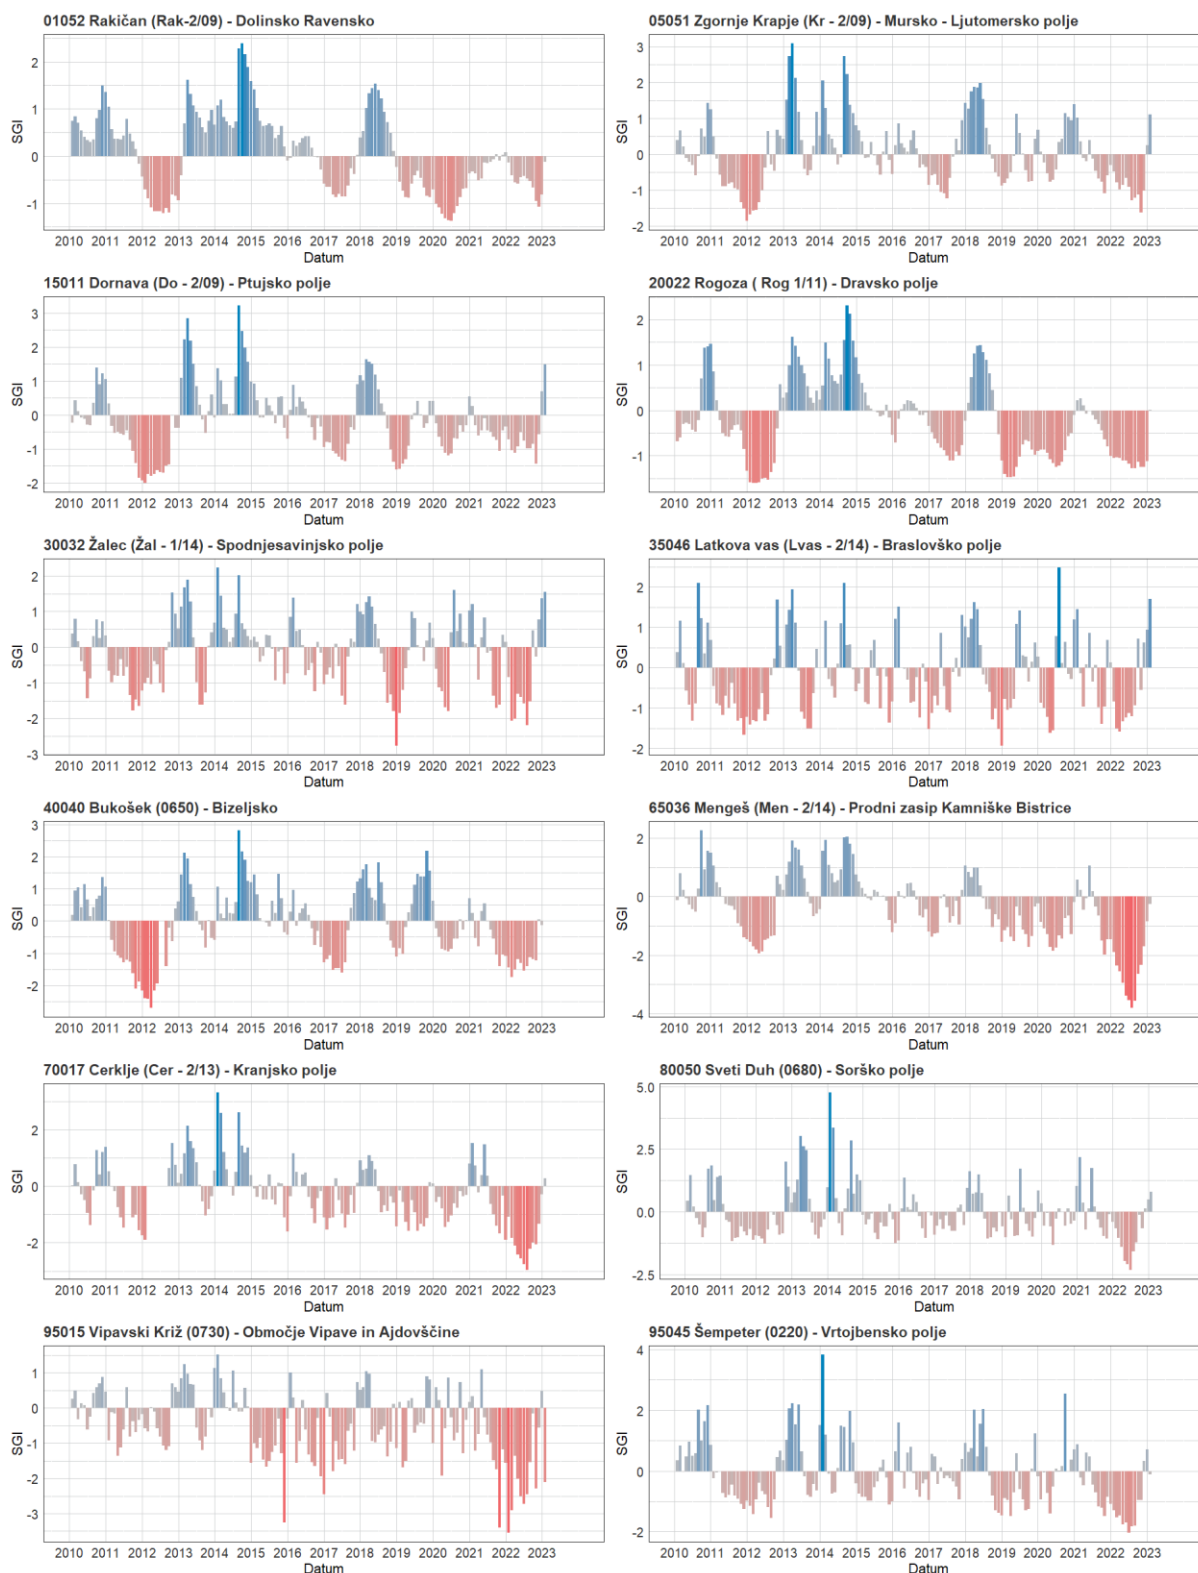 01052 Rakičan (Rak-2/09) - Dolinsko Ravensko
2
1
0
-1
SGI
2010 2011 2012 2013 2014 2015 2016 2017 2018 2019 2020 2021 2022 2023
Datum
05051 Zgornje Krapje (Kr - 2/09) - Mursko - Ljutomersko polje
3
2
1
0
-1
-2
SGI
2010 2011 2012 2013 2014 2015 2016 2017 2018 2019 2020 2021 2022 2023
Datum
15011 Dornava (Do - 2/09) - Ptujsko polje
3
2
1
0
-1
-2
SGI
2010 2011 2012 2013 2014 2015 2016 2017 2018 2019 2020 2021 2022 2023
Datum
20022 Rogoza ( Rog 1/11) - Dravsko polje
2
1
0
-1
SGI
2010 2011 2012 2013 2014 2015 2016 2017 2018 2019 2020 2021 2022 2023
Datum
30032 Žalec (Žal - 1/14) - Spodnjesavinjsko polje
2
1
0
-1
-2
-3
SGI
2010 2011 2012 2013 2014 2015 2016 2017 2018 2019 2020 2021 2022 2023
Datum
35046 Latkova vas (Lvas - 2/14) - Braslovško polje
2
1
0
-1
-2
SGI
2010 2011 2012 2013 2014 2015 2016 2017 2018 2019 2020 2021 2022 2023
Datum
40040 Bukošek (0650) - Bizeljsko
3
2
1
0
-1
-2
SGI
2010 2011 2012 2013 2014 2015 2016 2017 2018 2019 2020 2021 2022 2023
Datum
65036 Mengeš (Men - 2/14) - Prodni zasip Kamniške Bistrice
2
0
-2
-4
SGI
2010 2011 2012 2013 2014 2015 2016 2017 2018 2019 2020 2021 2022 2023
Datum
70017 Cerklje (Cer - 2/13) - Kranjsko polje
2
0
-2
SGI
2010 2011 2012 2013 2014 2015 2016 2017 2018 2019 2020 2021 2022 2023
Datum
80050 Sveti Duh (0680) - Sorško polje
5.0
2.5
0.0
-2.5
SGI
2010 2011 2012 2013 2014 2015 2016 2017 2018 2019 2020 2021 2022 2023
Datum
95015 Vipavski Križ (0730) - Območje Vipave in Ajdovščine
1
0
-1
-2
-3
SGI
2010 2011 2012 2013 2014 2015 2016 2017 2018 2019 2020 2021 2022 2023
Datum
95045 Šempeter (0220) - Vrtojbensko polje
4
2
0
-2
SGI
2010 2011 2012 2013 2014 2015 2016 2017 2018 2019 2020 2021 2022 2023
Datum